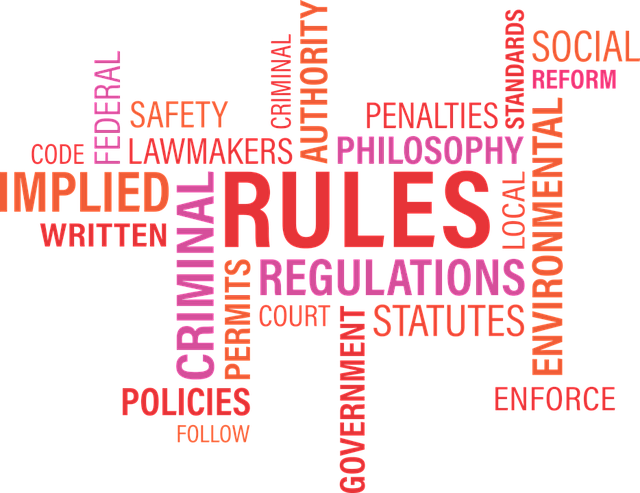 AUTHORITY
STANDARDS
SOCIAL
CRIMINAL
FEDERAL
REFORM
SAFETY
PENALTIES
ENVIRONMENTAL
CODE
LAWMAKERS
PHILOSOPHY
IMPLIED
CRIMINAL
RULES
LOCAL
WRITTEN
PERMITS
REGULATIONS
COURT
GOVERNMENT
STATUTES
POLICIES
ENFORCE
FOLLOW